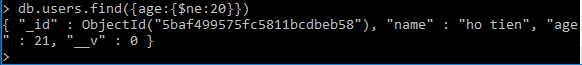 > db.users.find({age:{$ne:20}})
{ "_id" : ObjectId("5baf499575fc5811bcdbeb58"), "name" : "ho tien", "age
" : 21, "__v" : 0 }
>